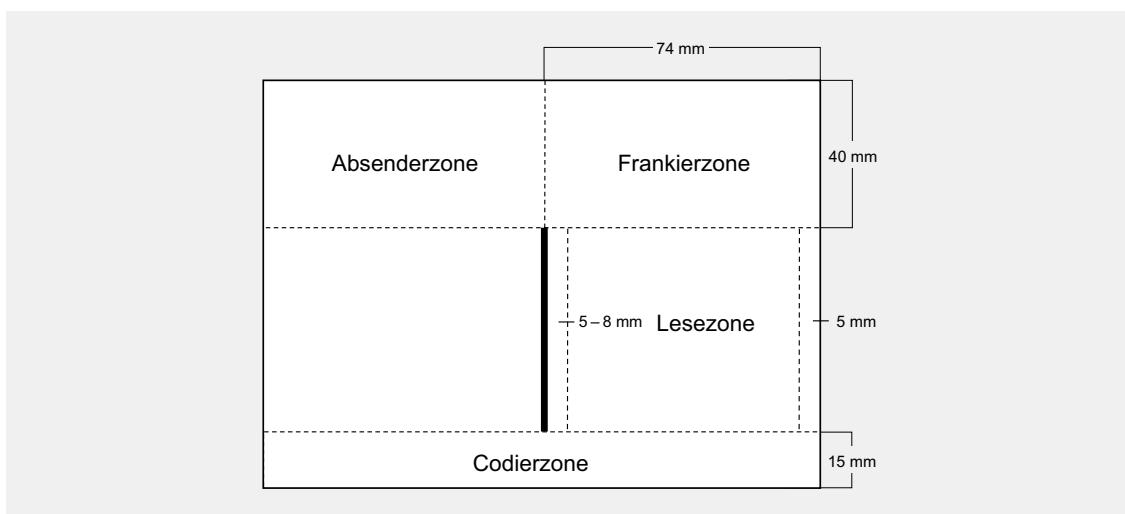 74 mm
Absenderzone
Frankierzone
40 mm
5–8 mm
Lesezone
5 mm
Codierzone
15 mm